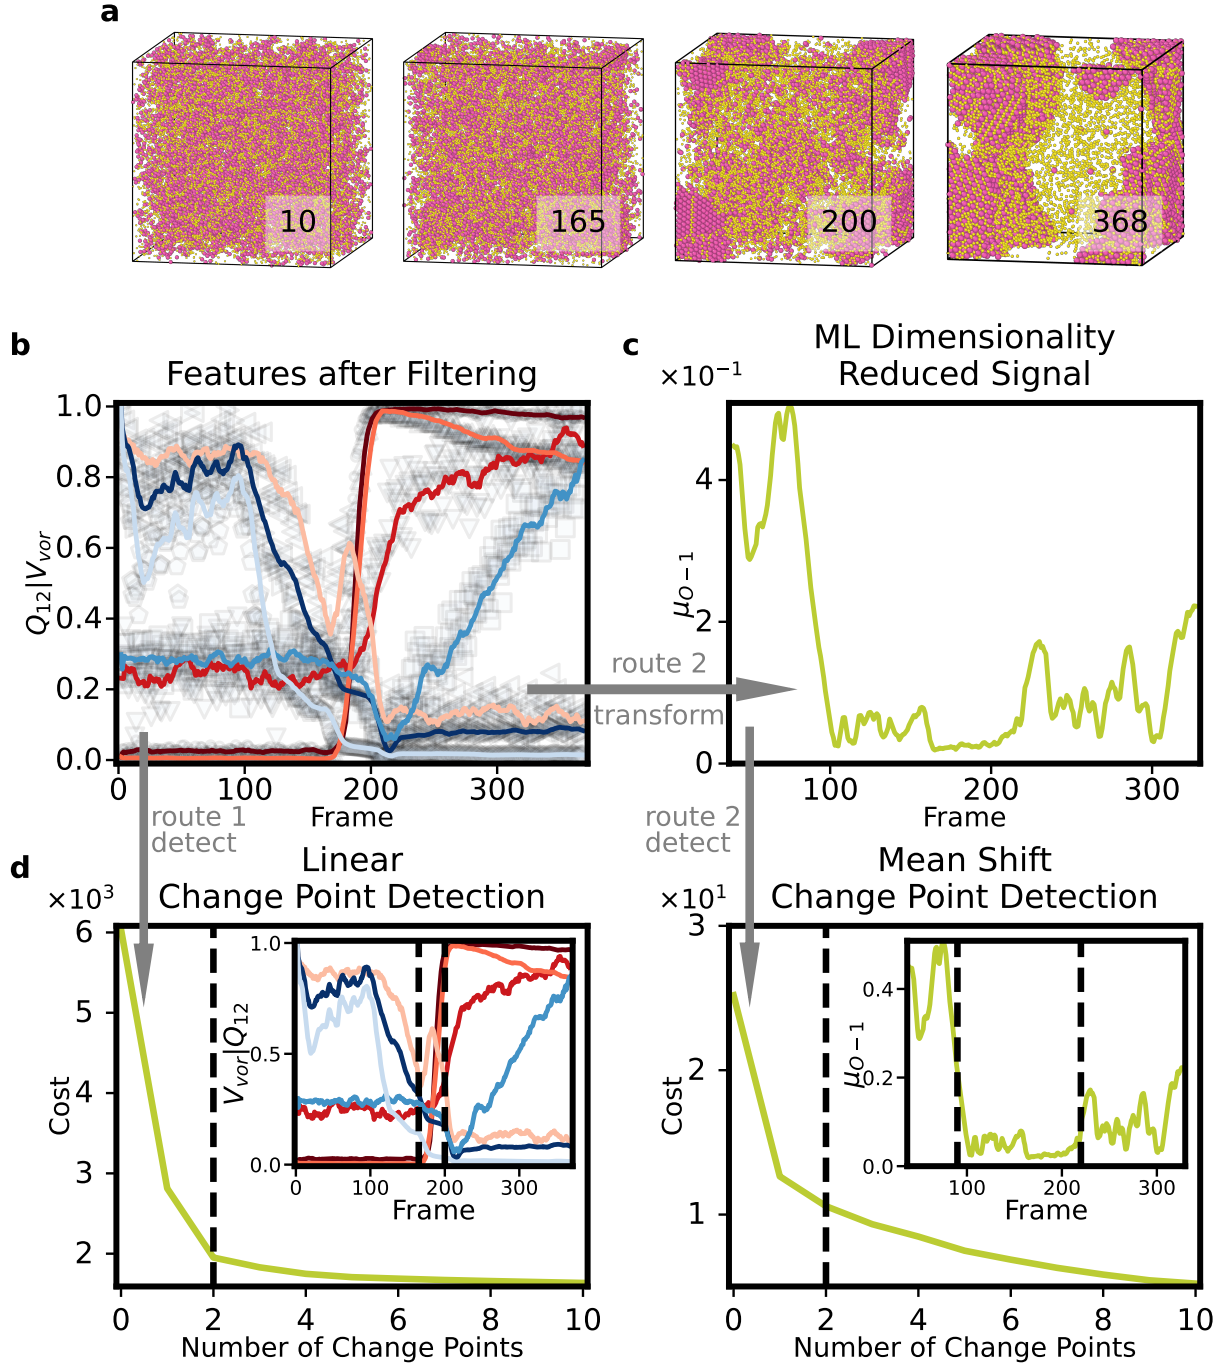 a
10
165
200
368
b
Features after Filtering
1.0
0.8
0.6
0.4
0.2
0.0
Q12|Vvor
0
100
200
300
Frame
c
ML Dimensionality
Reduced Signal
×10−1
4
2
0
μO−1
100
200
300
Frame
route 2
transform
route 1
detect
route 2
detect
d
Linear
Change Point Detection
×103
6
5
4
3
2
Cost
0
2
4
6
8
10
Number of Change Points
1.0
0.5
0.0
Vvor|Q12
0
100
200
300
Frame
Mean Shift
Change Point Detection
×101
3
2
1
Cost
0
2
4
6
8
10
Number of Change Points
0.4
0.2
0.0
μO−1
100
200
300
Frame